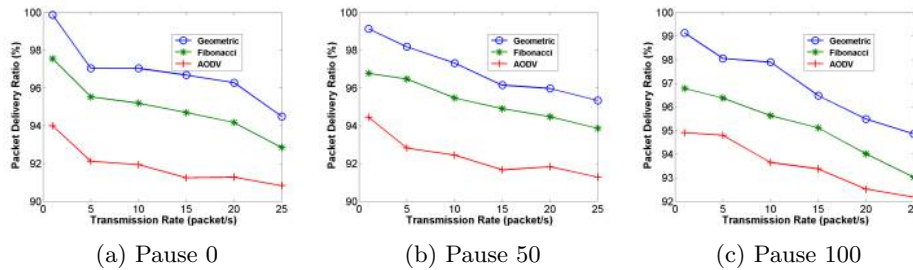 100
98
96
94
92
90
Packet Delivery Ratio (%)
Geometric
Fibonacci
AODV
0 5 10 15 20 25
Transmission Rate (packet/s)
(a) Pause 0
100
98
96
94
92
90
Packet Delivery Ratio (%)
Geometric
Fibonacci
AODV
0 5 10 15 20 25
Transmission Rate (packet/s)
(b) Pause 50
100
99
98
97
96
95
94
93
92
Packet Delivery Ratio (%)
Geometric
Fibonacci
AODV
0 5 10 15 20
Transmission Rate (packet/s)
(c) Pause 100